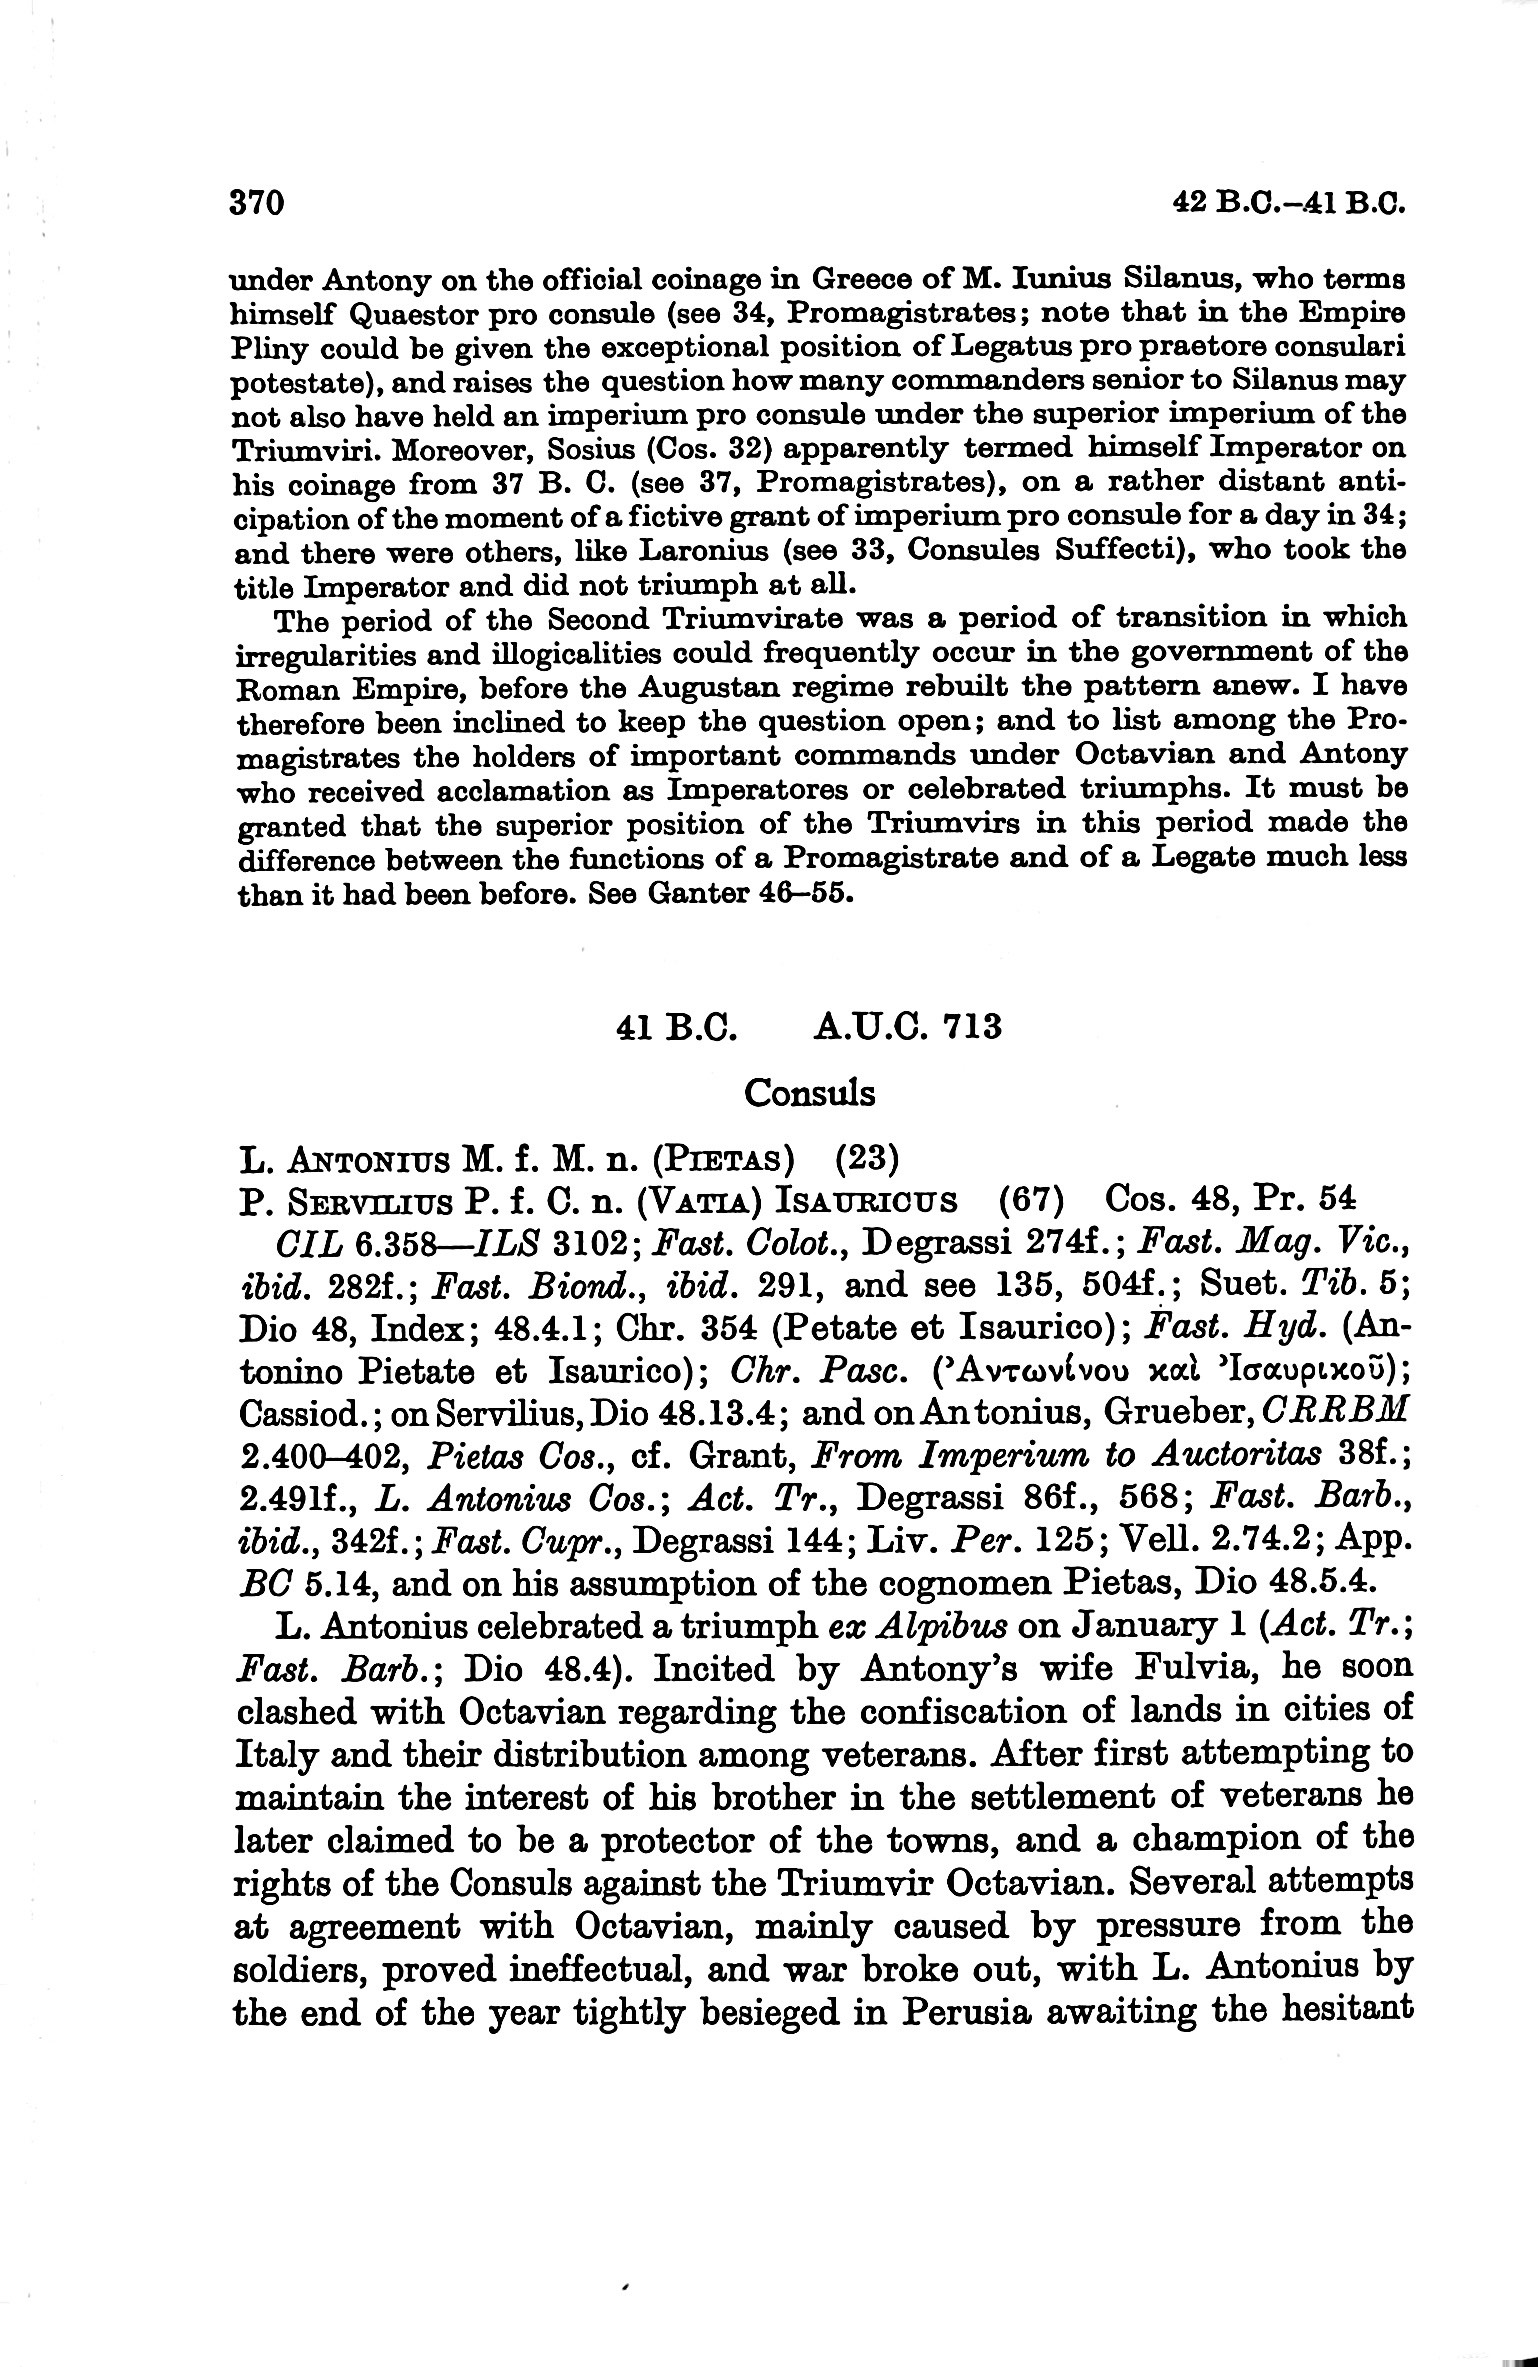 370 42 B.C.–41 B.C.
under Antony on the official coinage in Greece of M. Iunius Silanus, who terms
himself Quaestor pro consule (see 34, Promagistrates; note that in the Empire
Pliny could be given the exceptional position of Legatus pro praetore consulari
potestate), and raises the question how many commanders senior to Silanus may
not also have held an imperium pro consule under the superior imperium of the
Triumviri. Moreover, Sosius (Cos. 32) apparently termed himself Imperator on
his coinage from 37 B. C. (see 37, Promagistrates), on a rather distant anti-
cipation of the moment of a fictive grant of imperium pro consule for a day in 34;
and there were others, like Laronius (see 33, Consules Suffecti), who took the
title Imperator and did not triumph at all.
The period of the Second Triumvirate was a period of transition in which
irregularities and illogicalities could frequently occur in the government of the
Roman Empire, before the Augustan regime rebuilt the pattern anew. I have
therefore been inclined to keep the question open; and to list among the Pro-
magistrates the holders of important commands under Octavian and Antony
who received acclamation as Imperatores or celebrated triumphs. It must be
granted that the superior position of the Triumvirs in this period made the
difference between the functions of a Promagistrate and of a Legate much less
than it had been before. See Ganter 46–55.
41 B.C. A.U.C. 713
Consuls
L. ANTONIUS M. f. M. n. (PIETAS) (23)
P. SERVILIUS P. f. C. n. (VATIA) ISAURICUS (67) Cos. 48, Pr. 54
CIL 6.358—ILS 3102; Fast. Colot., Degrassi 274f.; Fast. Mag. Vic.,
ibid. 282f.; Fast. Biond., ibid. 291, and see 135, 504f.; Suet. Tib. 5;
Dio 48, Index; 48.4.1; Chr. 354 (Petate et Isaurico); Fast. Hyd. (An-
tonino Pietate et Isaurico); Chr. Pasc. (Ἀντωνίνου καὶ Ἰσαυρικοῦ);
Cassiod.; on Servilius, Dio 48.13.4; and on Antonius, Grueber, CRRBM
2.400–402, Pietas Cos., cf. Grant, From Imperium to Auctoritas 38f.;
2.491f., L. Antonius Cos.; Act. Tr., Degrassi 86f., 568; Fast. Barb.,
ibid., 342f.; Fast. Cupr., Degrassi 144; Liv. Per. 125; Vell. 2.74.2; App.
BC 5.14, and on his assumption of the cognomen Pietas, Dio 48.5.4.
L. Antonius celebrated a triumph ex Alpibus on January 1 (Act. Tr.;
Fast. Barb.; Dio 48.4). Incited by Antony's wife Fulvia, he soon
clashed with Octavian regarding the confiscation of lands in cities of
Italy and their distribution among veterans. After first attempting to
maintain the interest of his brother in the settlement of veterans he
later claimed to be a protector of the towns, and a champion of the
rights of the Consuls against the Triumvir Octavian. Several attempts
at agreement with Octavian, mainly caused by pressure from the
soldiers, proved ineffectual, and war broke out, with L. Antonius by
the end of the year tightly besieged in Perusia awaiting the hesitant